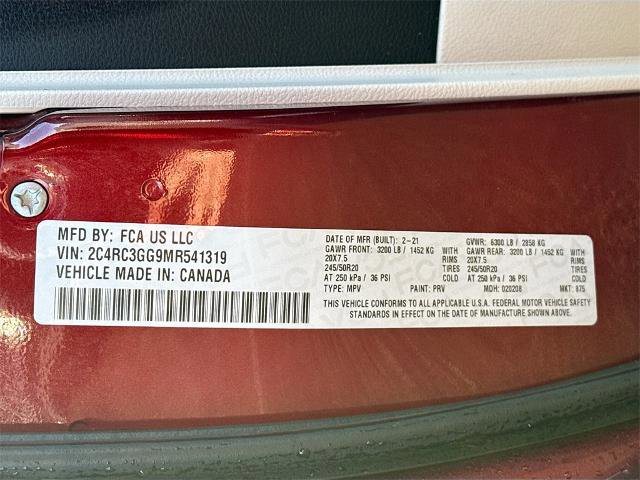 MFD BY: FCA US LLC
VIN: 2C4RC3GG9MR541319
VEHICLE MADE IN: CANADA
DATE OF MFR (BUILT): 2-21 GVWR: 6300 LB / 2858 KG
GAWR FRONT: 3200 LB / 1452 KG WITH GAWR REAR: 3200 LB / 1452 KG WITH
20X7.5 RIMS 20X7.5 RIMS
245/50R20 TIRES 245/50R20 TIRES
AT 250 kPa / 36 PSI COLD AT 250 kPa / 36 PSI COLD
TYPE: MPV PAINT: PRV MDH: 020208 MKT: 875
THIS VEHICLE CONFORMS TO ALL APPLICABLE U.S.A. FEDERAL MOTOR VEHICLE SAFETY
STANDARDS IN EFFECT ON THE DATE OF MANUFACTURE SHOWN ABOVE.